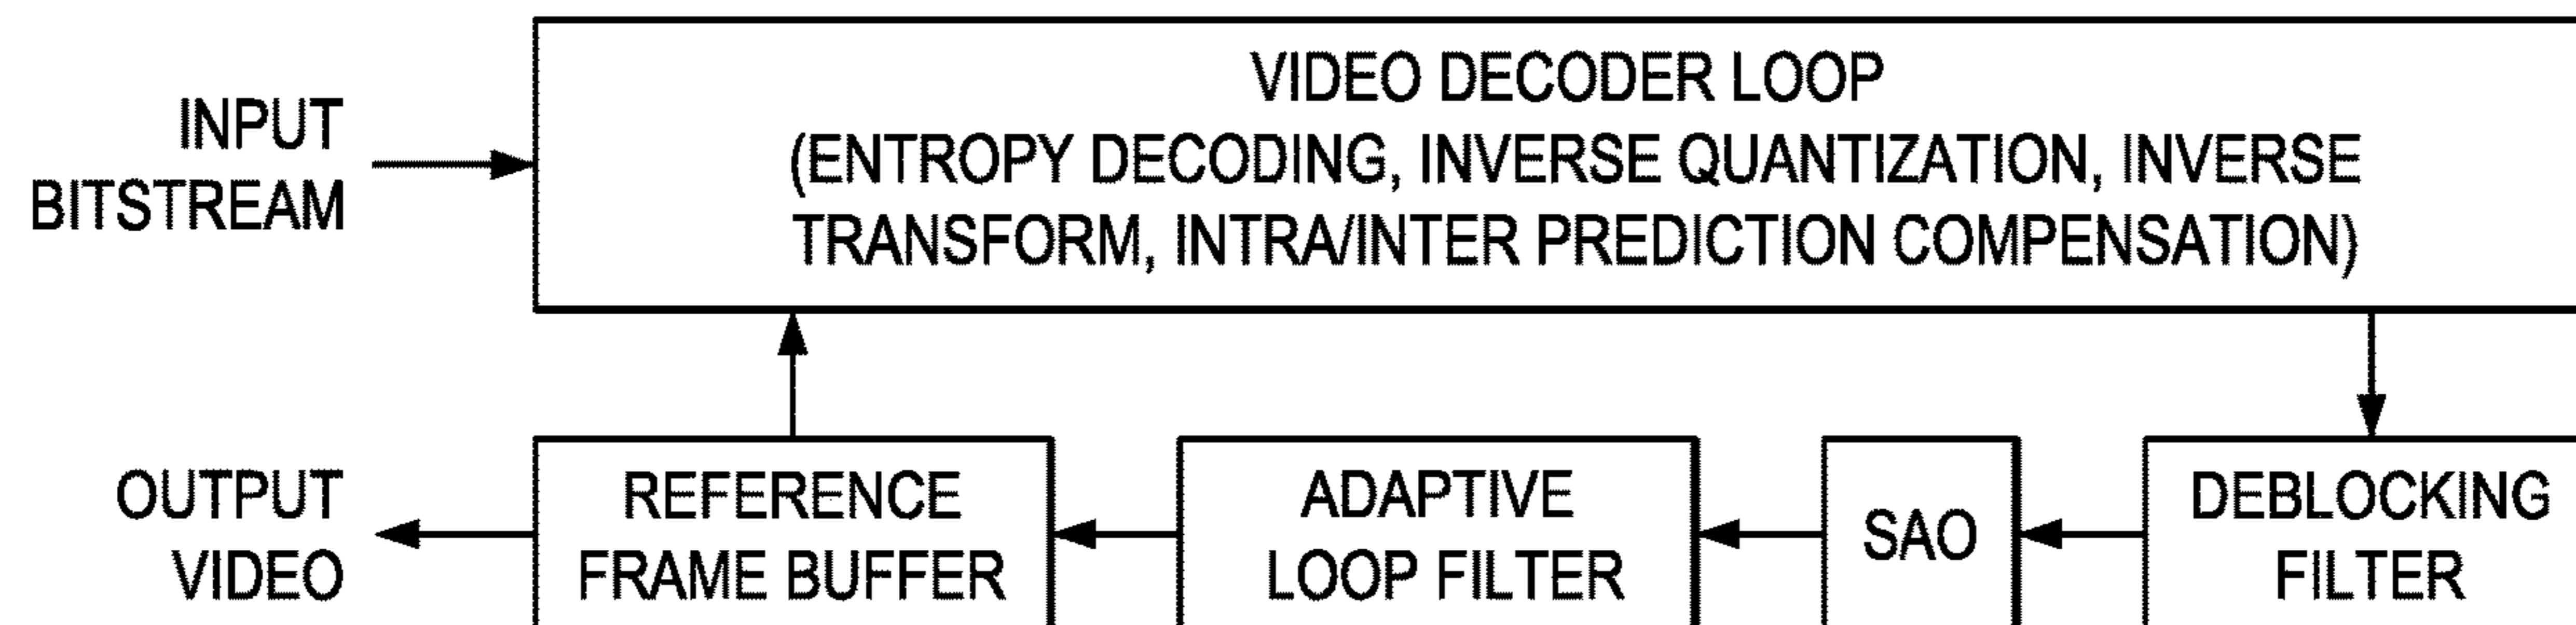 INPUT
BITSTREAM
VIDEO DECODER LOOP
(ENTROPY DECODING, INVERSE QUANTIZATION, INVERSE
TRANSFORM, INTRA/INTER PREDICTION COMPENSATION)
OUTPUT
VIDEO
REFERENCE
FRAME BUFFER
ADAPTIVE
LOOP FILTER
SAO
DEBLOCKING
FILTER